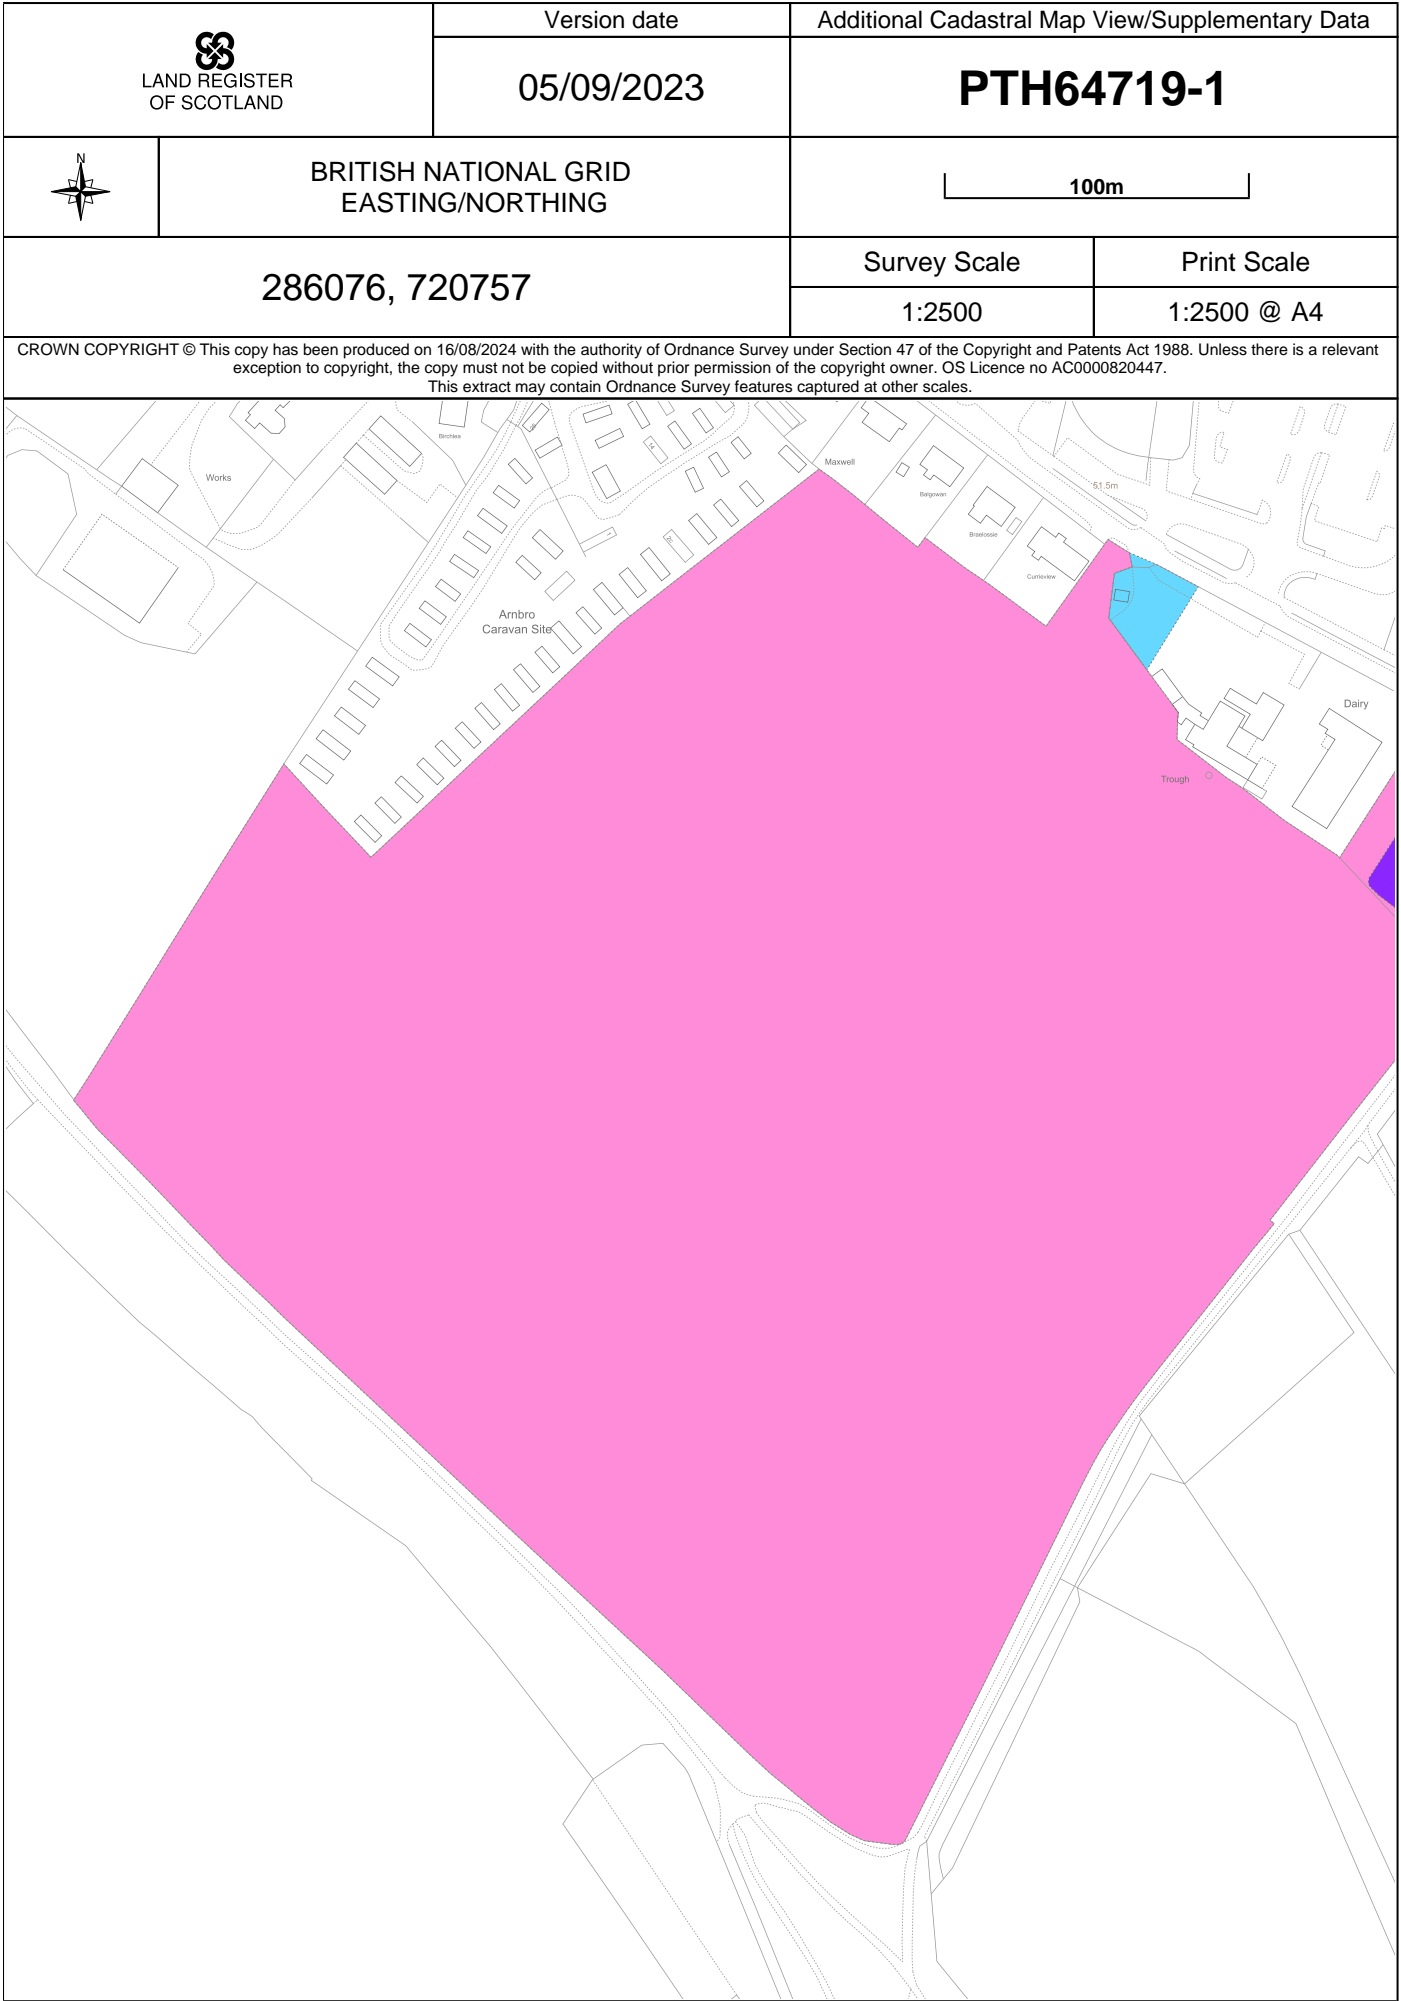 LAND REGISTER
OF SCOTLAND
Version date
05/09/2023
Additional Cadastral Map View/Supplementary Data
PTH64719-1
N
BRITISH NATIONAL GRID
EASTING/NORTHING
100m
286076, 720757
Survey Scale
1:2500
Print Scale
1:2500 @ A4
CROWN COPYRIGHT © This copy has been produced on 16/08/2024 with the authority of Ordnance Survey under Section 47 of the Copyright and Patents Act 1988. Unless there is a relevant
exception to copyright, the copy must not be copied without prior permission of the copyright owner. OS Licence no AC0000820447.
This extract may contain Ordnance Survey features captured at other scales.
Birchlea
Works
Maxwell
Balgowan
51.5m
Braelossie
Currieview
Arnbro
Caravan Site
Dairy
Trough